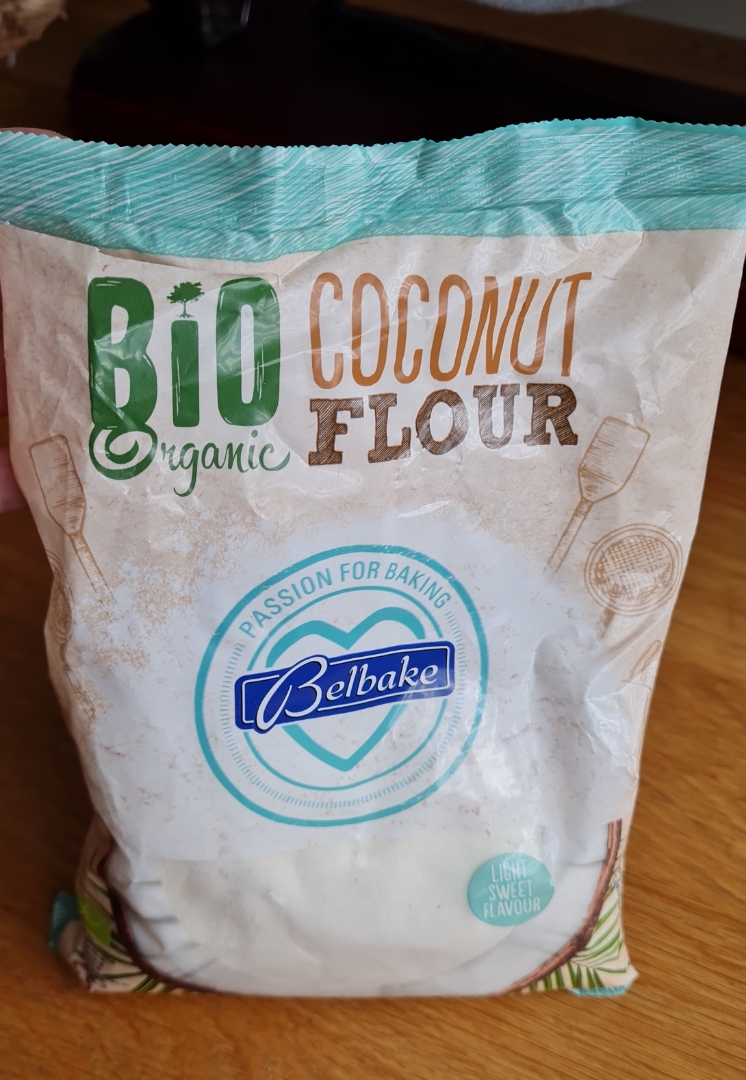 BiO
Organic
COCONUT
FLOUR
PASSION FOR BAKING
Belbake
LIGHT
SWEET
FLAVOUR